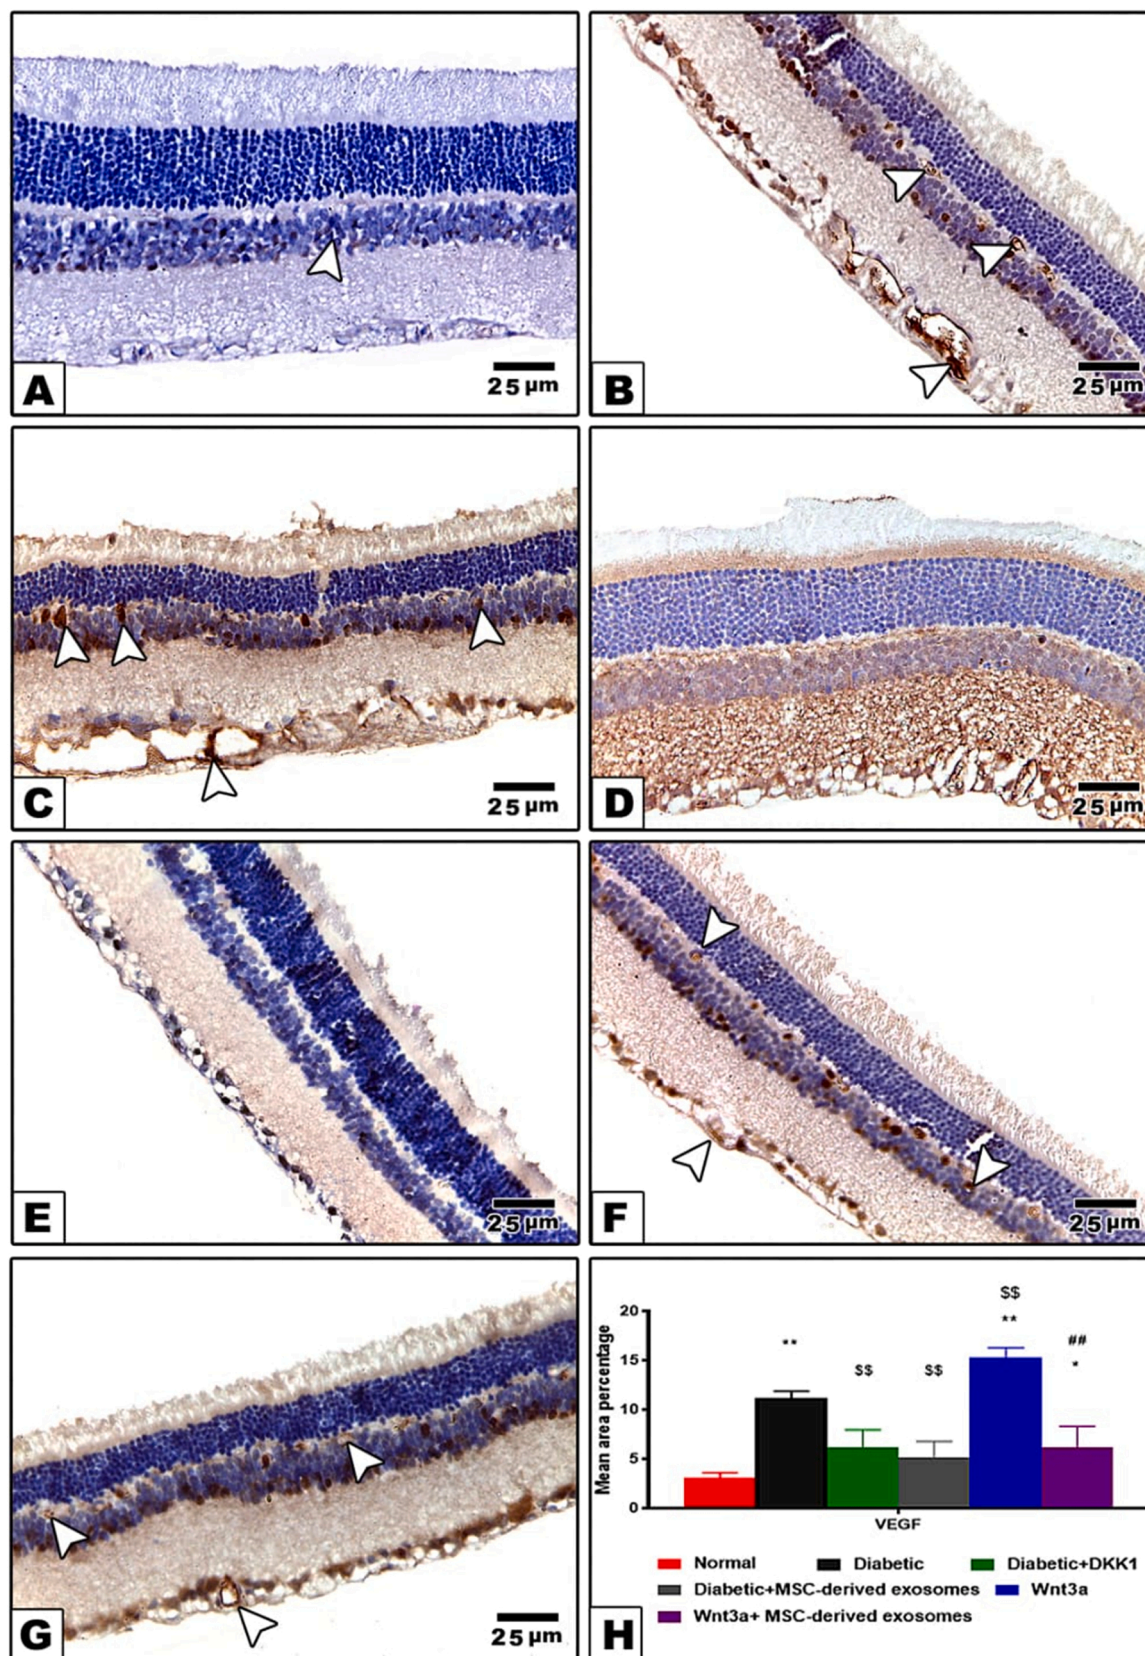 A
25 µm
B
25 µm
C
25 µm
D
25 µm
E
25 µm
F
25 µm
G
25 µm
H
$$
20
**
##
**
$$
$$
*
15
10
5
0
Mean area percentage
VEGF
Normal
Diabetic
Diabetic+DKK1
Diabetic+MSC-derived exosomes
Wnt3a
Wnt3a+ MSC-derived exosomes